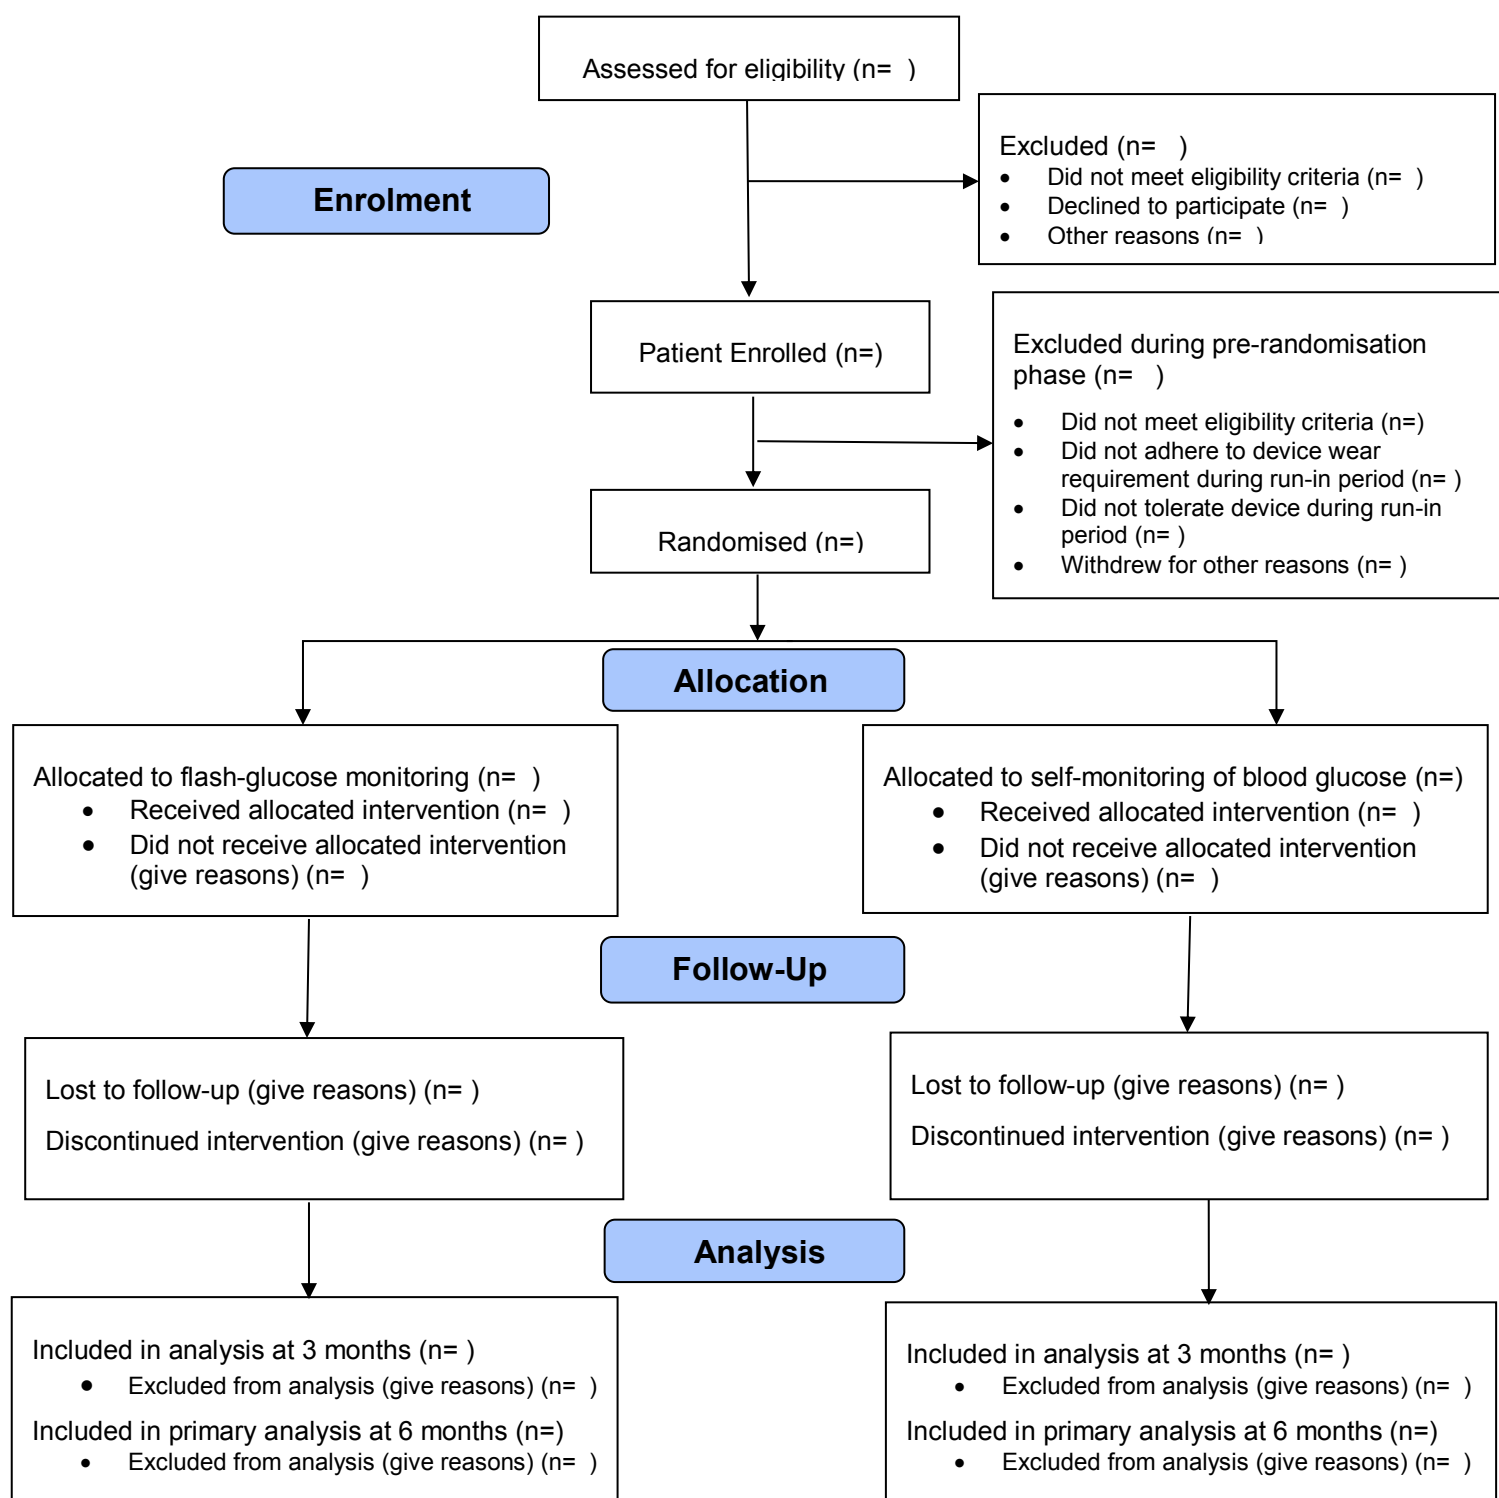 Assessed for eligibility (n=  )
Enrolment
Excluded (n=   )
• Did not meet eligibility criteria (n=  )
• Declined to participate (n=  )
• Other reasons (n=  )
Patient Enrolled (n=)
Excluded during pre-randomisation
phase (n=   )
• Did not meet eligibility criteria (n=)
• Did not adhere to device wear
requirement during run-in period (n= )
• Did not tolerate device during run-in
period (n= )
• Withdrew for other reasons (n= )
Randomised (n=)
Allocation
Allocated to flash-glucose monitoring (n=  )
• Received allocated intervention (n=  )
• Did not receive allocated intervention
(give reasons) (n=  )
Allocated to self-monitoring of blood glucose (n=)
• Received allocated intervention (n=  )
• Did not receive allocated intervention
(give reasons) (n=  )
Follow-Up
Lost to follow-up (give reasons) (n= )
Discontinued intervention (give reasons) (n= )
Lost to follow-up (give reasons) (n= )
Discontinued intervention (give reasons) (n= )
Analysis
Included in analysis at 3 months (n= )
• Excluded from analysis (give reasons) (n=  )
Included in primary analysis at 6 months (n=)
• Excluded from analysis (give reasons) (n=  )
Included in analysis at 3 months (n= )
• Excluded from analysis (give reasons) (n=  )
Included in primary analysis at 6 months (n=)
• Excluded from analysis (give reasons) (n=  )